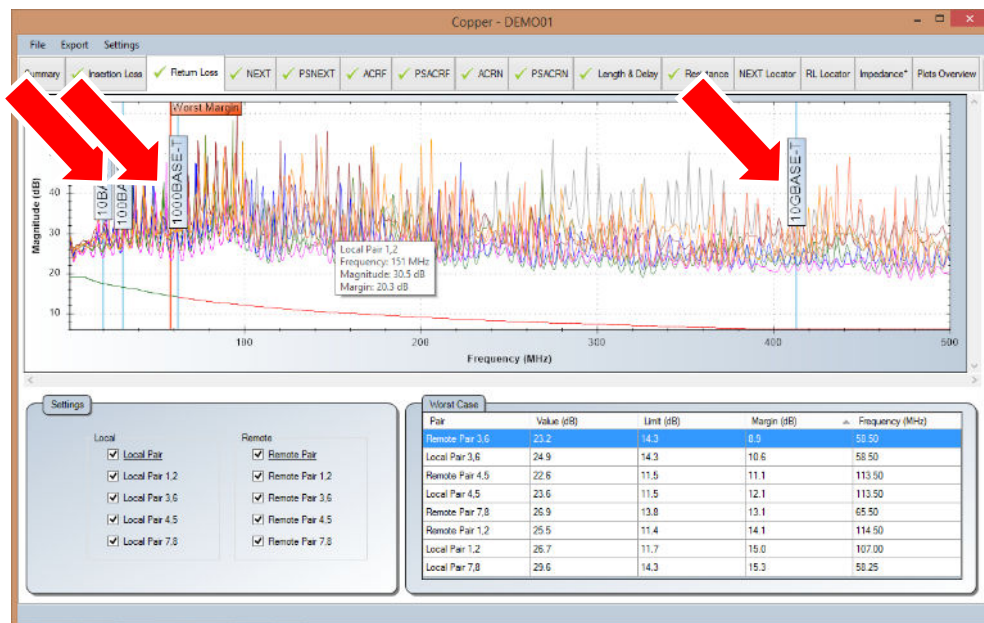 Copper - DEMO01
File Export Settings
Summary Insertion Loss Return Loss NEXT PSNEXT ACRF PSACRF ACRN PSACRN Length & Delay Resistance NEXT Locator RL Locator Impedance* Plots Overview
Worst Margin
1000BASE-T
10GBASE-T
Magnitude (dB)
40
30
20
10
Local Pair 1,2
Frequency: 151 MHz
Magnitude: 30.5 dB
Margin: 20.3 dB
100 200 300 400 500
Frequency (MHz)
Settings
Local Remote
Local Pair Remote Pair
Local Pair 1,2 Remote Pair 1,2
Local Pair 3,6 Remote Pair 3,6
Local Pair 4,5 Remote Pair 4,5
Local Pair 7,8 Remote Pair 7,8
Worst Case
Pair Value (dB) Limit (dB) Margin (dB) Frequency (MHz)
Remote Pair 3,6 23.2 14.3 8.9 58.50
Local Pair 3,6 24.9 14.3 10.6 58.50
Remote Pair 4,5 22.6 11.5 11.1 113.50
Local Pair 4,5 23.6 11.5 12.1 113.50
Remote Pair 7,8 26.9 13.8 13.1 65.50
Remote Pair 1,2 25.5 11.4 14.1 114.50
Local Pair 1,2 26.7 11.7 15.0 107.00
Local Pair 7,8 29.6 14.3 15.3 58.25